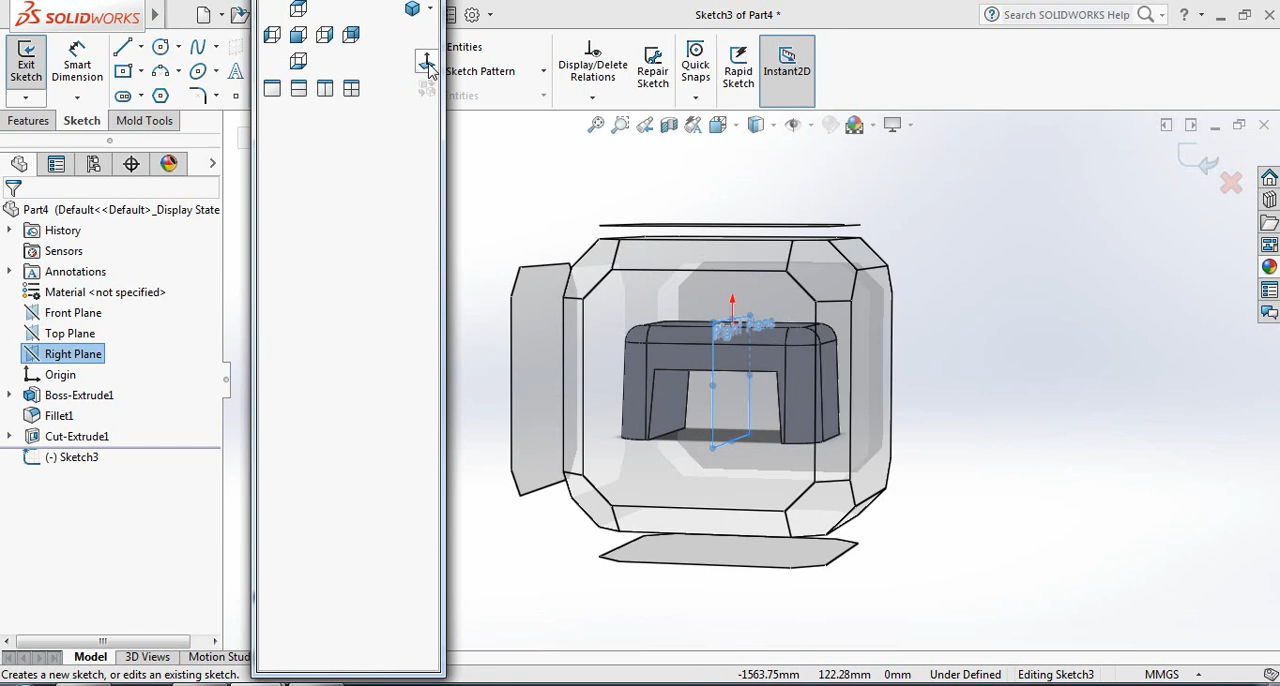 SOLIDWORKS
Sketch3 of Part4 *
Search SOLIDWORKS Help
?
Exit Sketch
Smart Dimension
Entities
Sketch Pattern
Entities
Display/Delete Relations
Repair Sketch
Quick Snaps
Rapid Sketch
Instant2D
Features
Sketch
Mold Tools
Part4 (Default<<Default>_Display State
History
Sensors
Annotations
Material <not specified>
Front Plane
Top Plane
Right Plane
Origin
Boss-Extrude1
Fillet1
Cut-Extrude1
(-) Sketch3
Right Plane
Model
3D Views
Motion Stud
Creates a new sketch, or edits an existing sketch.
-1563.75mm
122.28mm
0mm
Under Defined
Editing Sketch3
MMGS